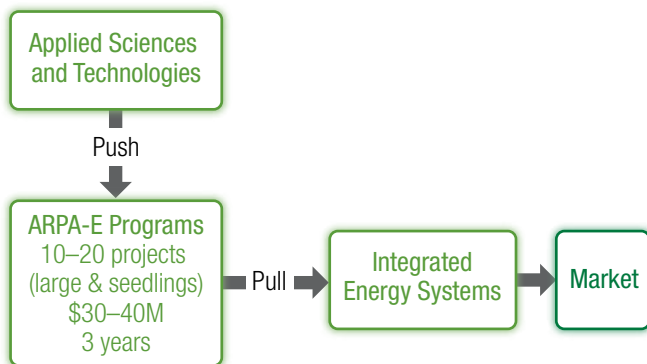 Applied Sciences
and Technologies
Push
ARPA-E Programs
10–20 projects
(large & seedlings)
$30–40M
3 years
Pull
Integrated
Energy Systems
Market